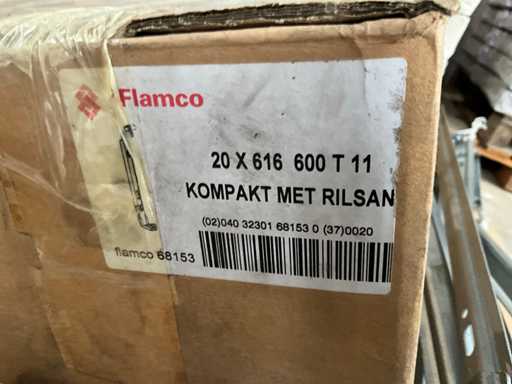 Flamco
20 X 616 600 T 11
KOMPAKT MET RILSAN
(02)040 32301 68153 0 (37)0020
flamco 68153